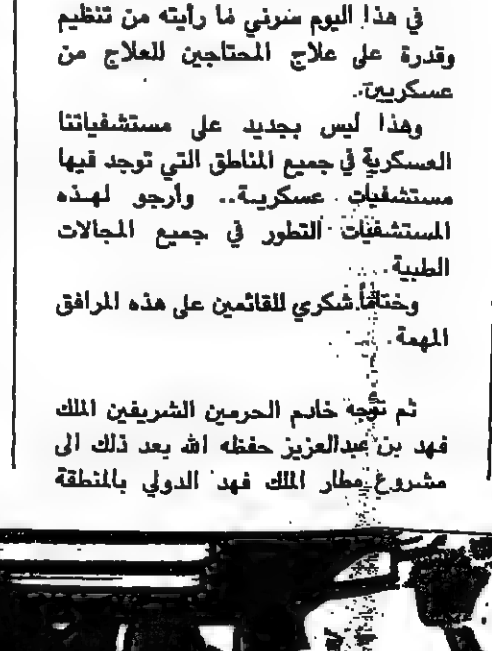 في هذا اليوم سرني ما رأيته من تنظيم
وقدرة على علاج المحتاجين للعلاج من
عسكريين..
وهذا ليس بجديد على مستشفياتنا
العسكرية في جميع المناطق التي توجد فيها
مستشفيات عسكرية.. وارجو لهذه
المستشفيات التطور في جميع المجالات
الطبية.
وختاماً شكري للقائمين على هذه المرافق
المهمة.
ثم توجه خادم الحرمين الشريفين الملك
فهد بن عبدالعزيز حفظه الله بعد ذلك الى
مشروع مطار الملك فهد الدولي بالمنطقة